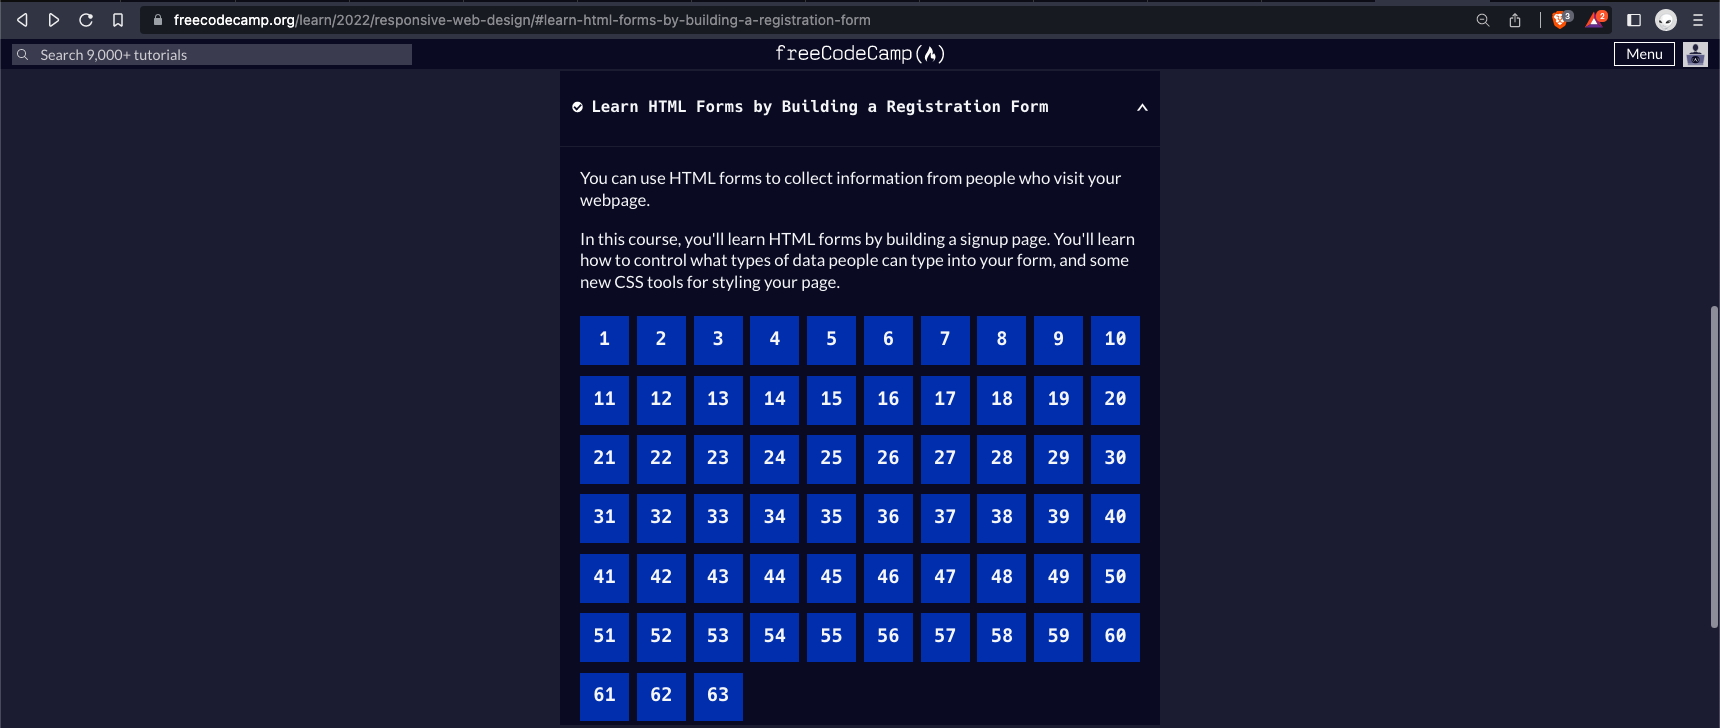 freecodecamp.org/learn/2022/responsive-web-design/#learn-html-forms-by-building-a-registration-form
3
2
Search 9,000+ tutorials
freeCodeCamp
Menu
Learn HTML Forms by Building a Registration Form
You can use HTML forms to collect information from people who visit your
webpage.
In this course, you'll learn HTML forms by building a signup page. You'll learn
how to control what types of data people can type into your form, and some
new CSS tools for styling your page.
1 2 3 4 5 6 7 8 9 10
11 12 13 14 15 16 17 18 19 20
21 22 23 24 25 26 27 28 29 30
31 32 33 34 35 36 37 38 39 40
41 42 43 44 45 46 47 48 49 50
51 52 53 54 55 56 57 58 59 60
61 62 63